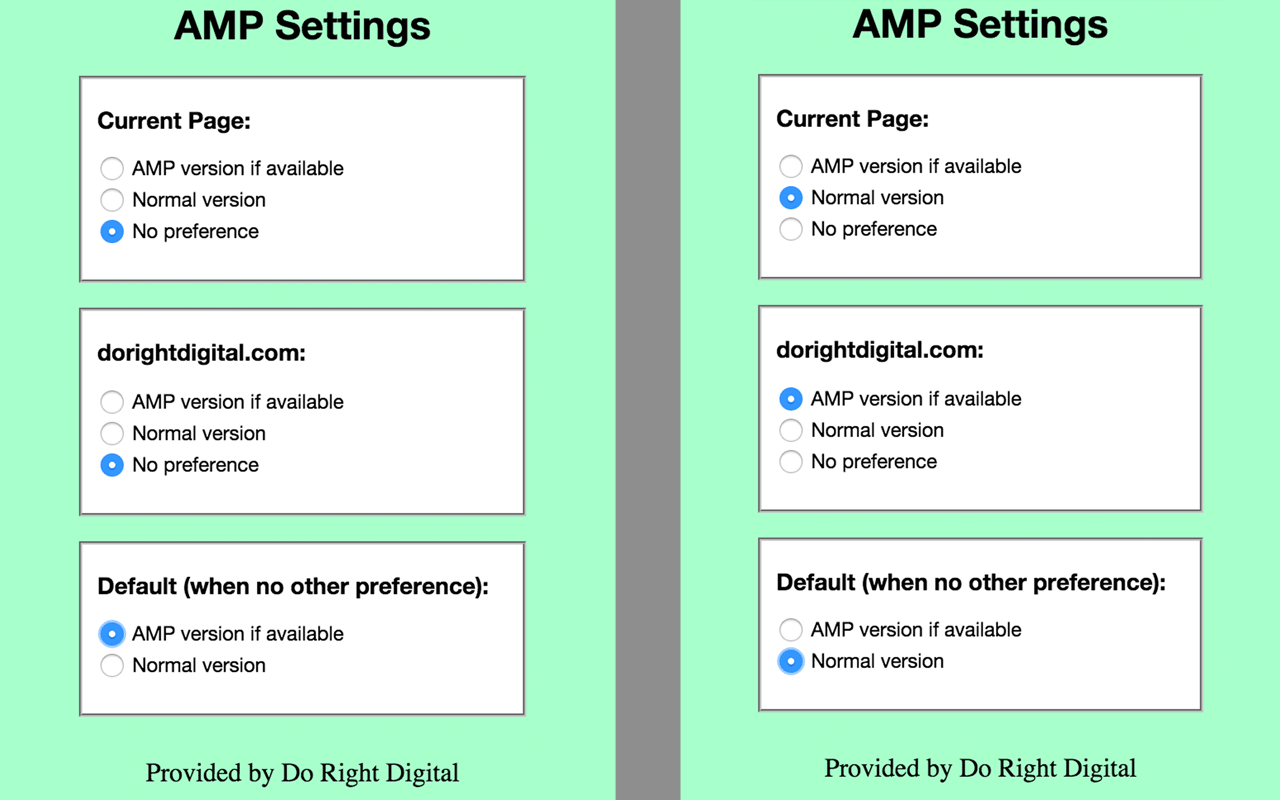 AMP Settings
Current Page:
AMP version if available
Normal version
No preference
dorightdigital.com:
AMP version if available
Normal version
No preference
Default (when no other preference):
AMP version if available
Normal version
Provided by Do Right Digital
AMP Settings
Current Page:
AMP version if available
Normal version
No preference
dorightdigital.com:
AMP version if available
Normal version
No preference
Default (when no other preference):
AMP version if available
Normal version
Provided by Do Right Digital